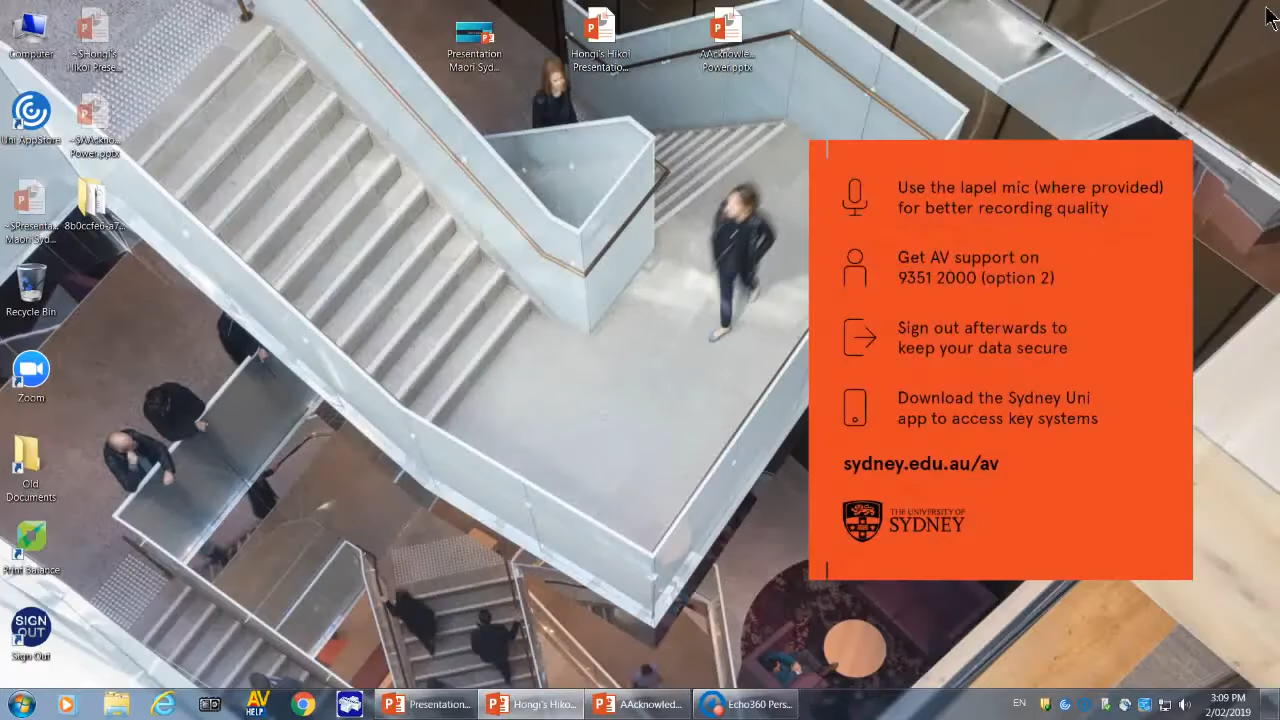 Computer
~$Hongi's
Hikoi Prese...
Presentation
Maori Syd...
Hongi's Hikoi
Presentatio...
AAcknowle...
Power.pptx
Uni AppStore
~$AAckno...
Power.pptx
~$Presenta...
Maori Syd...
8b0ccfe6-a7...
Recycle Bin
Zoom
Old
Documents
Print Balance
SIGN
OUT
Sign Out
Use the lapel mic (where provided)
for better recording quality
Get AV support on
9351 2000 (option 2)
Sign out afterwards to
keep your data secure
Download the Sydney Uni
app to access key systems
sydney.edu.au/av
THE UNIVERSITY OF
SYDNEY
AV
HELP
Presentation...
Hongi's Hiko...
AAcknowled...
Echo360 Pers...
EN
3:09 PM
2/02/2019